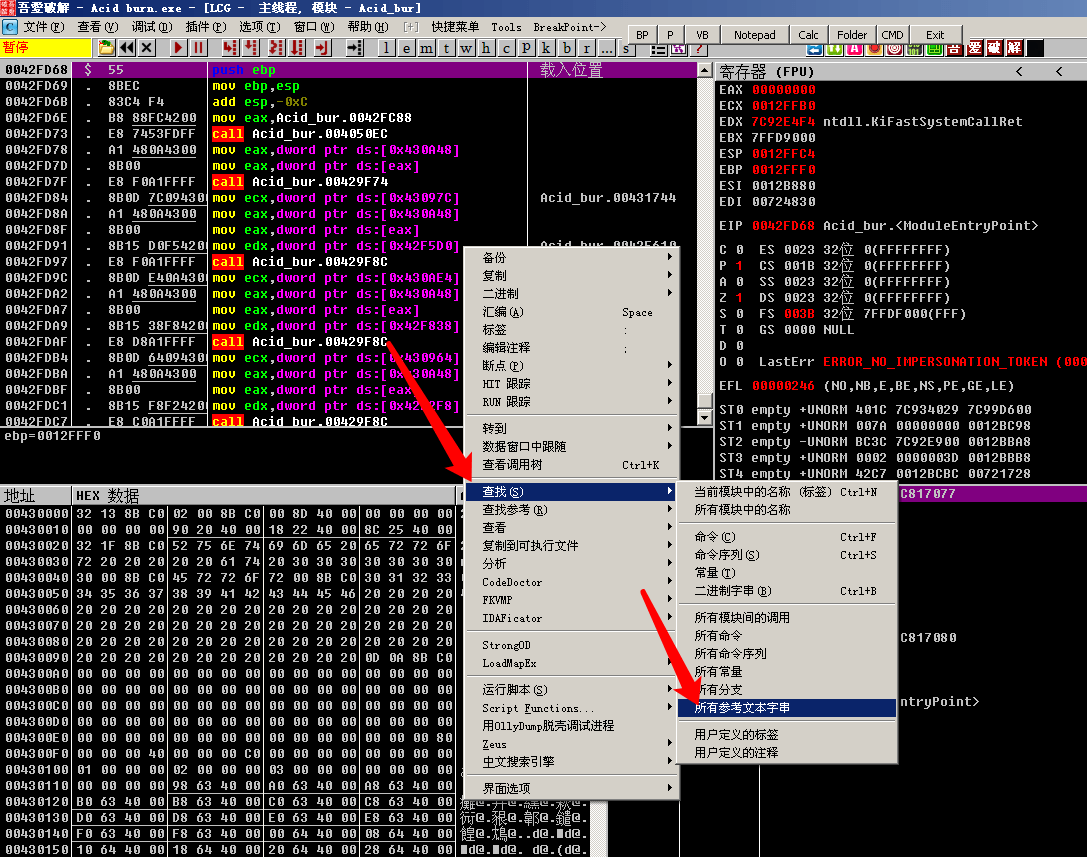 吾愛破解 - Acid burn.exe - [LCG - 主线程, 模块 - Acid_bur]
文件(F) 查看(V) 调试(D) 插件(P) 选项(T) 窗口(W) 帮助(H) [+] 快捷菜单 Tools BreakPoint->
BP P VB Notepad Calc Folder CMD Exit
暂停 l e m t w h c p k b r ... s
0042FD68 $ 55 push ebp 载入位置
0042FD69 . 8BEC mov ebp,esp
0042FD6B . 83C4 F4 add esp,-0xC
0042FD6E . B8 88FC4200 mov eax,Acid_bur.0042FC88
0042FD73 . E8 7453FDFF call Acid_bur.004050EC
0042FD78 . A1 480A4300 mov eax,dword ptr ds:[0x430A48]
0042FD7D . 8B00 mov eax,dword ptr ds:[eax]
0042FD7F . E8 F0A1FFFF call Acid_bur.00429F74
0042FD84 . 8B0D 7C094300 mov ecx,dword ptr ds:[0x43097C] Acid_bur.00431744
0042FD8A . A1 480A4300 mov eax,dword ptr ds:[0x430A48]
0042FD8F . 8B00 mov eax,dword ptr ds:[eax]
0042FD91 . 8B15 D0F54200 mov edx,dword ptr ds:[0x42F5D0] Acid_bur.0042F610
0042FD97 . E8 F0A1FFFF call Acid_bur.00429F8C
0042FD9C . 8B0D E40A4300 mov ecx,dword ptr ds:[0x430AE4]
0042FDA2 . A1 480A4300 mov eax,dword ptr ds:[0x430A48]
0042FDA7 . 8B00 mov eax,dword ptr ds:[eax]
0042FDA9 . 8B15 38F84200 mov edx,dword ptr ds:[0x42F838]
0042FDAF . E8 D8A1FFFF call Acid_bur.00429F8C
0042FDB4 . 8B0D 64094300 mov ecx,dword ptr ds:[0x430964]
0042FDBA . A1 480A4300 mov eax,dword ptr ds:[0x430A48]
0042FDBF . 8B00 mov eax,dword ptr ds:[eax]
0042FDC1 . 8B15 F8F24200 mov edx,dword ptr ds:[0x42F2F8]
0042FDC7 . E8 C0A1FFFF call Acid_bur.00429F8C
ebp=0012FFF0
寄存器 (FPU) < <
EAX 00000000
ECX 0012FFB0
EDX 7C92E4F4 ntdll.KiFastSystemCallRet
EBX 7FFD9000
ESP 0012FFC4
EBP 0012FFF0
ESI 0012B880
EDI 00724830
EIP 0042FD68 Acid_bur.<ModuleEntryPoint>
C 0 ES 0023 32位 0(FFFFFFFF)
P 1 CS 001B 32位 0(FFFFFFFF)
A 0 SS 0023 32位 0(FFFFFFFF)
Z 1 DS 0023 32位 0(FFFFFFFF)
S 0 FS 003B 32位 7FFDF000(FFF)
T 0 GS 0000 NULL
D 0
O 0 LastErr ERROR_NO_IMPERSONATION_TOKEN (000
EFL 00000246 (NO,NB,E,BE,NS,PE,GE,LE)
ST0 empty +UNORM 401C 7C934029 7C99D600
ST1 empty +UNORM 007A 00000000 0012BC98
ST2 empty -UNORM BC3C 7C92E900 0012BBA8
ST3 empty +UNORM 0002 0000003D 0012BBB8
ST4 empty +UNORM 42C7 0012BCBC 00721728
备份
复制
二进制
汇编(A) Space
标签 :
编辑注释 ;
断点(P)
HIT 跟踪
RUN 跟踪
转到
数据窗口中跟随
查看调用树 Ctrl+K
查找(S)
查找参考(R)
查看
复制到可执行文件
分析
CodeDoctor
FKVMP
IDAFicator
StrongOD
LoadMapEx
运行脚本(S)
Script Functions...
用OllyDump脱壳调试进程
Zeus
中文搜索引擎
界面选项
当前模块中的名称 (标签) Ctrl+N
所有模块中的名称
命令(C) Ctrl+F
命令序列(S) Ctrl+S
常量(T)
二进制字串(B) Ctrl+B
所有模块间的调用
所有命令
所有命令序列
所有常量
所有分支
所有参考文本字串
用户定义的标签
用户定义的注释
C817077
C817080
ntryPoint>
地址 HEX 数据
00430000 32 13 8B C0 02 00 8B C0 00 8D 40 00 00 00 00 00
00430010 00 00 00 00 90 20 40 00 18 22 40 00 8C 25 40 00
00430020 32 1F 8B C0 52 75 6E 74 69 6D 65 20 65 72 72 6F
00430030 72 20 20 20 20 20 61 74 20 30 30 30 30 30 30 30
00430040 30 00 8B C0 45 72 72 6F 72 00 8B C0 30 31 32 33
00430050 34 35 36 37 38 39 41 42 43 44 45 46 20 20 20 20
00430060 20 20 20 20 20 20 20 20 20 20 20 20 20 20 20 20
00430070 20 20 20 20 20 20 20 20 20 20 20 20 20 20 20 20
00430080 20 20 20 20 20 20 20 20 20 20 20 20 20 20 20 20
00430090 20 20 20 20 20 20 20 20 20 20 20 20 0D 0A 8B C0
004300A0 00 00 00 00 00 00 00 00 00 00 00 00 00 00 00 00
004300B0 00 00 00 00 00 00 00 00 00 00 00 00 00 00 00 00
004300C0 00 00 00 00 00 00 00 00 00 00 00 00 00 00 00 00
004300D0 00 00 00 00 00 00 00 00 00 00 00 00 00 00 00 00
004300E0 00 00 00 00 00 00 00 00 00 00 00 00 00 00 00 80
004300F0 00 00 00 40 00 00 00 C0 00 00 00 00 00 00 00 00
00430100 01 00 00 00 02 00 00 00 03 00 00 00 00 00 00 00
00430110 00 00 00 00 98 63 40 00 A0 63 40 00 A8 63 40 00
00430120 B0 63 40 00 B8 63 40 00 C0 63 40 00 C8 63 40 00
00430130 D0 63 40 00 D8 63 40 00 E0 63 40 00 E8 63 40 00
00430140 F0 63 40 00 F8 63 40 00 00 64 40 00 08 64 40 00
00430150 10 64 40 00 18 64 40 00 20 64 40 00 28 64 40 00